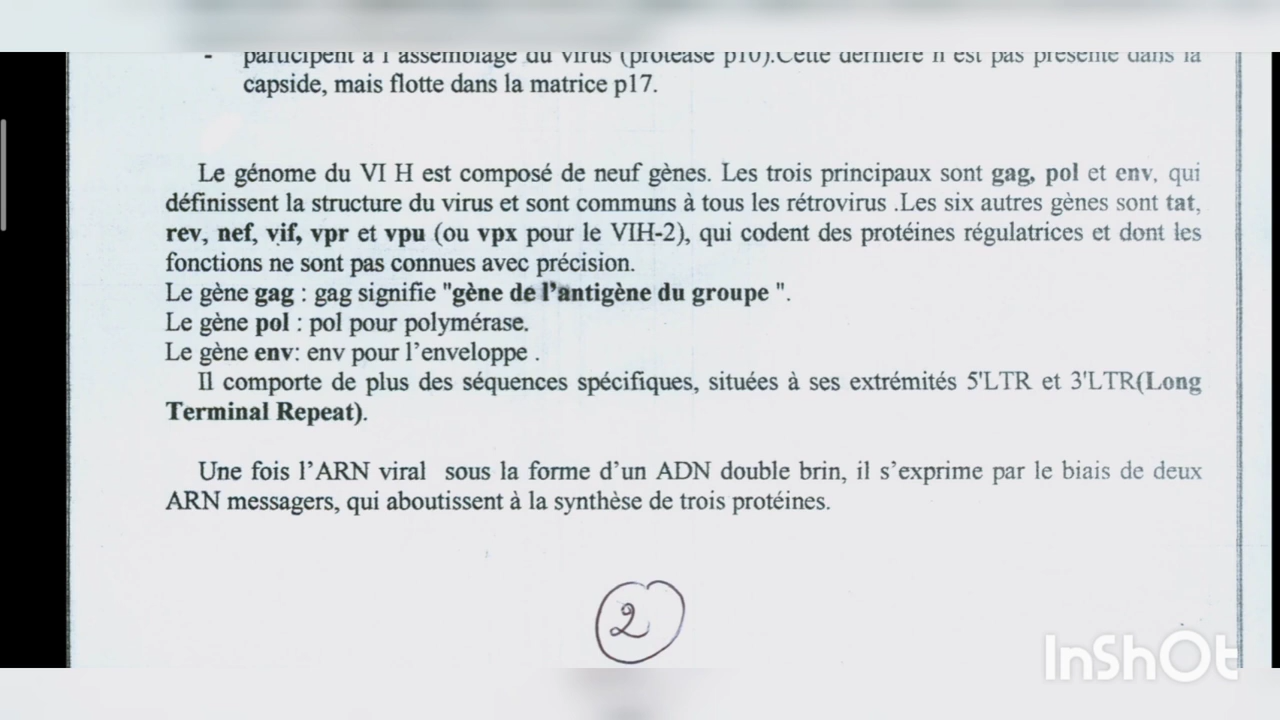 - participent à l'assemblage du virus (protéase p10).Cette dernière n'est pas présente dans la
capside, mais flotte dans la matrice p17.
Le génome du VI H est composé de neuf gènes. Les trois principaux sont gag, pol et env, qui
définissent la structure du virus et sont communs à tous les rétrovirus .Les six autres gènes sont tat,
rev, nef, vif, vpr et vpu (ou vpx pour le VIH-2), qui codent des protéines régulatrices et dont les
fonctions ne sont pas connues avec précision.
Le gène gag : gag signifie "gène de l'antigène du groupe ".
Le gène pol : pol pour polymérase.
Le gène env: env pour l'enveloppe .
Il comporte de plus des séquences spécifiques, situées à ses extrémités 5'LTR et 3'LTR(Long
Terminal Repeat).
Une fois l'ARN viral sous la forme d'un ADN double brin, il s'exprime par le biais de deux
ARN messagers, qui aboutissent à la synthèse de trois protéines.
2
InShOt